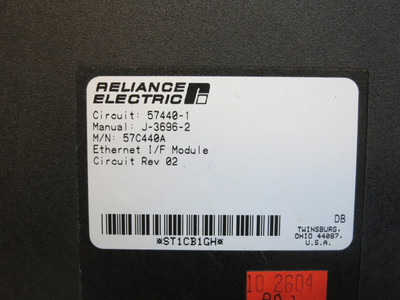 RELIANCE
ELECTRIC
Circuit: 57440-1
Manual: J-3696-2
M/N: 57C440A
Ethernet I/F Module
Circuit Rev 02
*ST1CB1GH*
DB
TWINSBURG,
OHIO 44087,
U.S.A.
10 2604